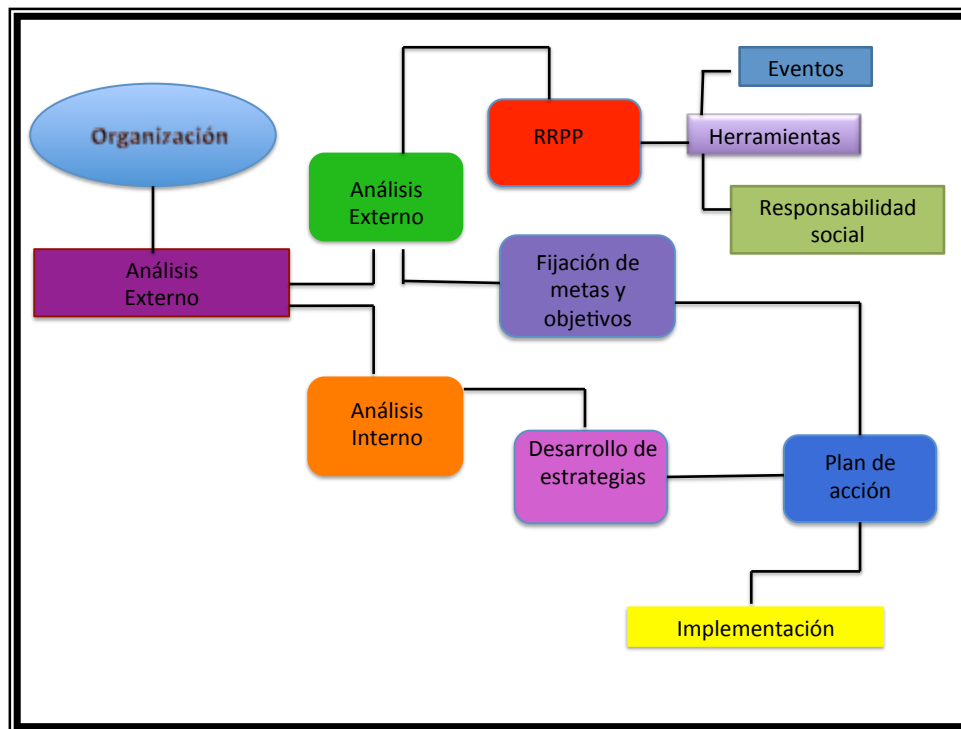 Organización
Análisis
Externo
Análisis
Externo
RRPP
Eventos
Herramientas
Responsabilidad
social
Fijación de
metas y
objetivos
Análisis
Interno
Desarrollo de
estrategias
Plan de
acción
Implementación